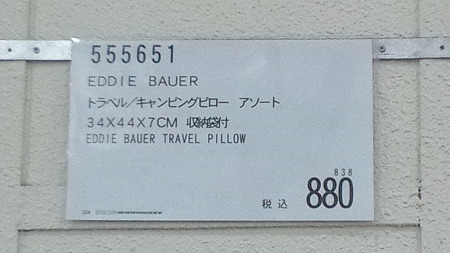 555651
EDDIE BAUER
トラベル/キャンピングピロー アソート
34X44X7CM 収納袋付
EDDIE BAUER TRAVEL PILLOW
838
税込 880